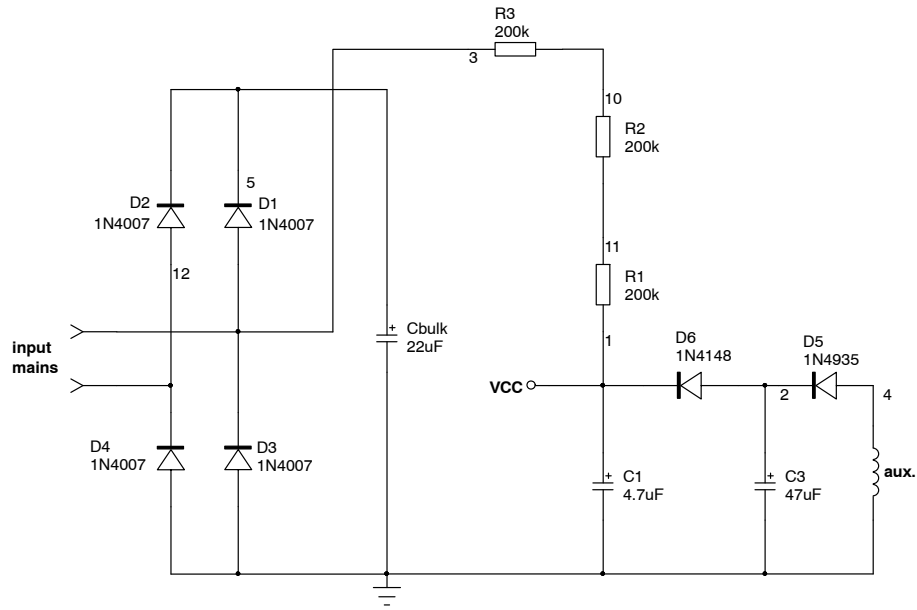 R3
200k
3
10
R2
200k
5
D2
1N4007
D1
1N4007
11
12
R1
200k
input
mains
Cbulk
22uF
+
1
D6
1N4148
D5
1N4935
VCC
2
4
D4
1N4007
D3
1N4007
+
C1
4.7uF
+
C3
47uF
aux.